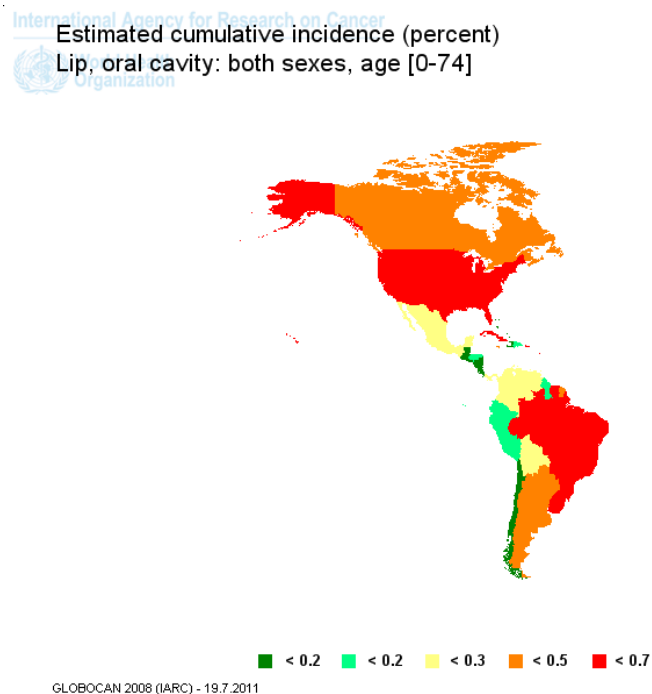 International Agency for Research on Cancer
Estimated cumulative incidence (percent)
World Health
Lip, oral cavity: both sexes, age [0-74]
Organization
< 0.2 < 0.2 < 0.3 < 0.5 < 0.7
GLOBOCAN 2008 (IARC) - 19.7.2011